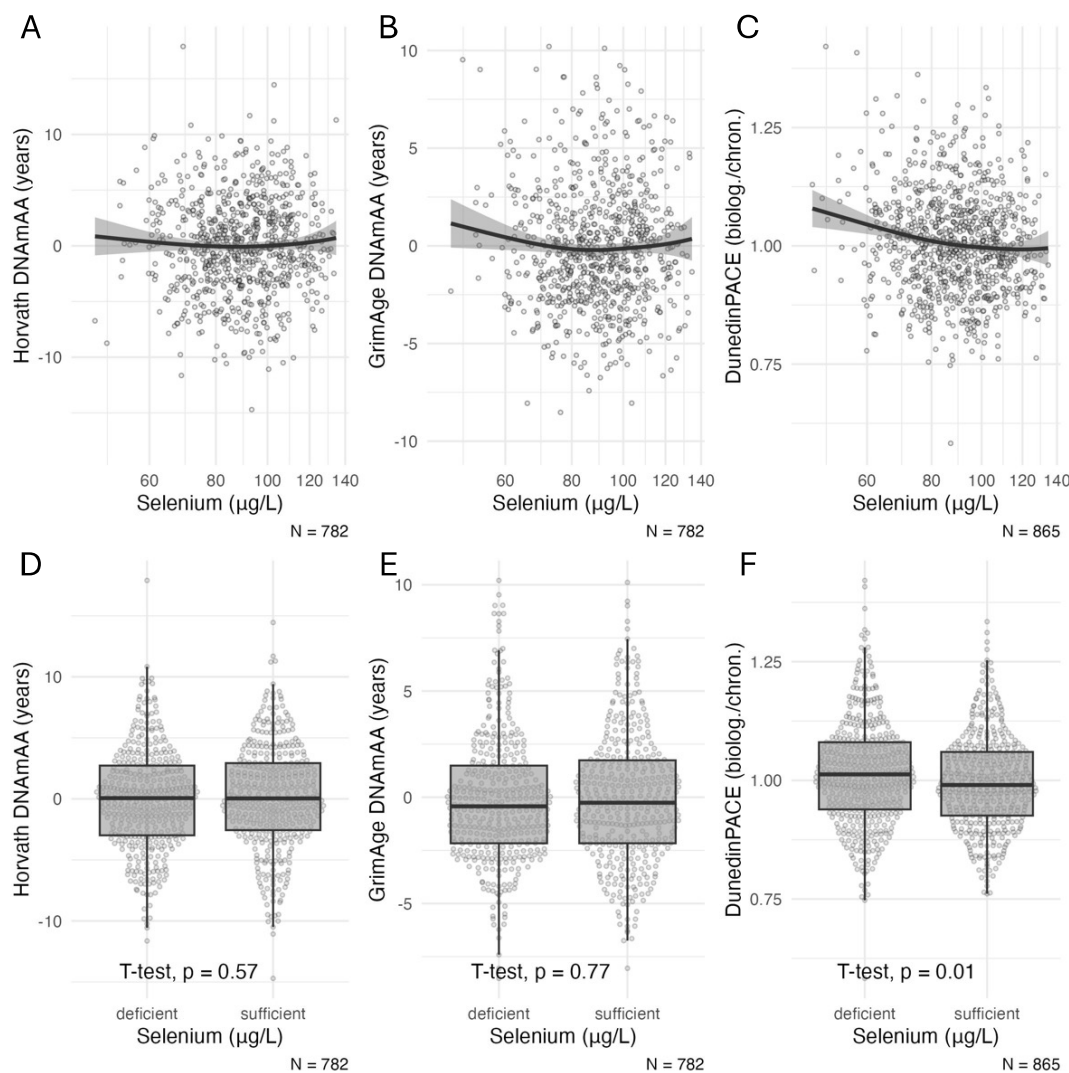 A
B
C
Horvath DNAmAA (years)
10
0
-10
60 80 100 120 140
Selenium (µg/L)
N = 782
GrimAge DNAmAA (years)
10
5
0
-5
-10
60 80 100 120 140
Selenium (µg/L)
N = 782
DunedinPACE (biolog./chron.)
1.25
1.00
0.75
60 80 100 120 140
Selenium (µg/L)
N = 865
D
E
F
Horvath DNAmAA (years)
10
0
-10
T-test, p = 0.57
deficient sufficient
Selenium (µg/L)
N = 782
GrimAge DNAmAA (years)
10
5
0
-5
T-test, p = 0.77
deficient sufficient
Selenium (µg/L)
N = 782
DunedinPACE (biolog./chron.)
1.25
1.00
0.75
T-test, p = 0.01
deficient sufficient
Selenium (µg/L)
N = 865